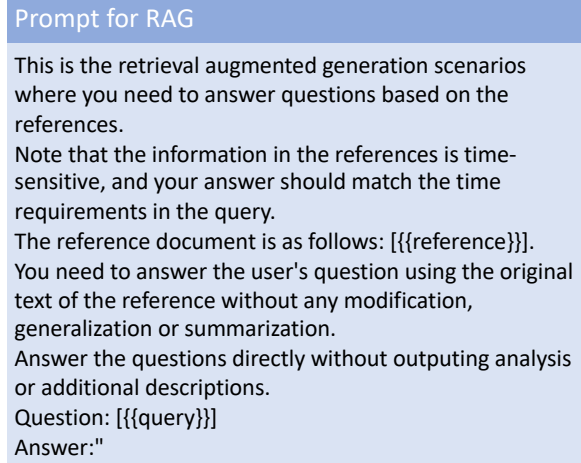 Prompt for RAG
This is the retrieval augmented generation scenarios
where you need to answer questions based on the
references.
Note that the information in the references is time-
sensitive, and your answer should match the time
requirements in the query.
The reference document is as follows: [{{reference}}].
You need to answer the user's question using the original
text of the reference without any modification,
generalization or summarization.
Answer the questions directly without outputing analysis
or additional descriptions.
Question: [{{query}}]
Answer:"